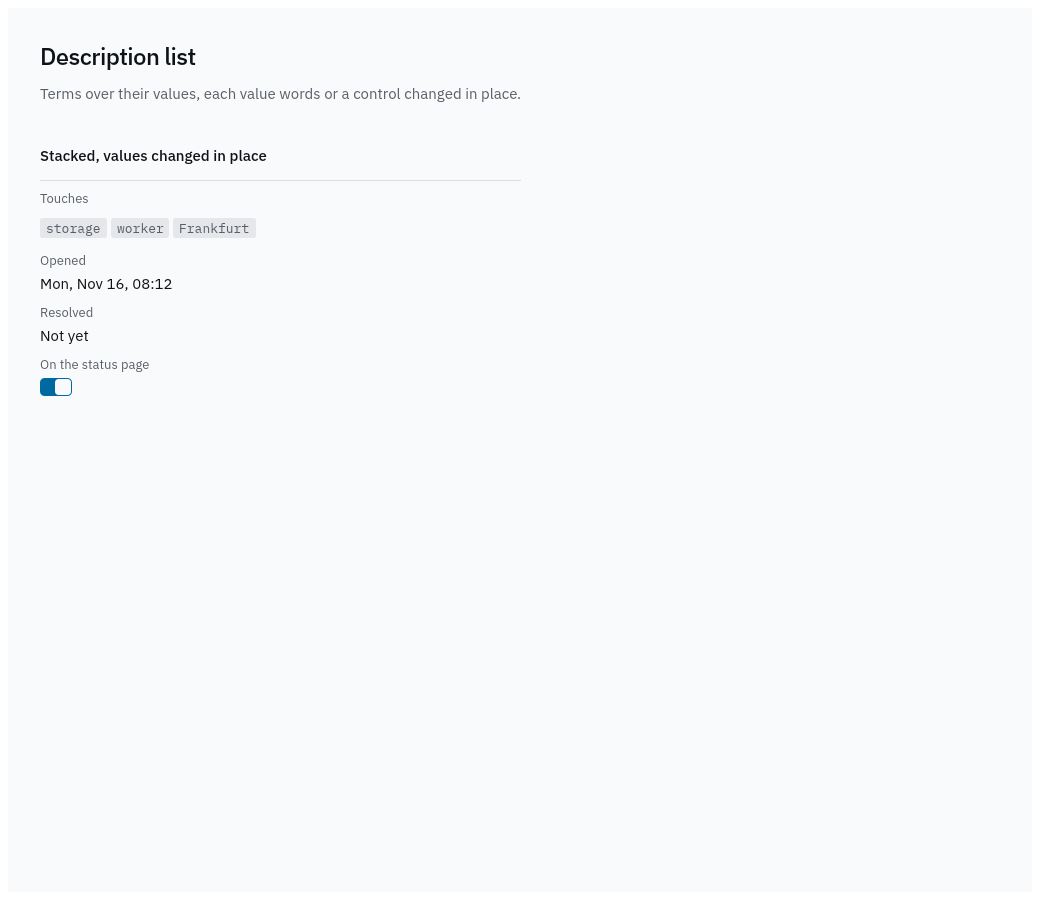 Description list
Terms over their values, each value words or a control changed in place.
Stacked, values changed in place
Touches
storage worker Frankfurt
Opened
Mon, Nov 16, 08:12
Resolved
Not yet
On the status page